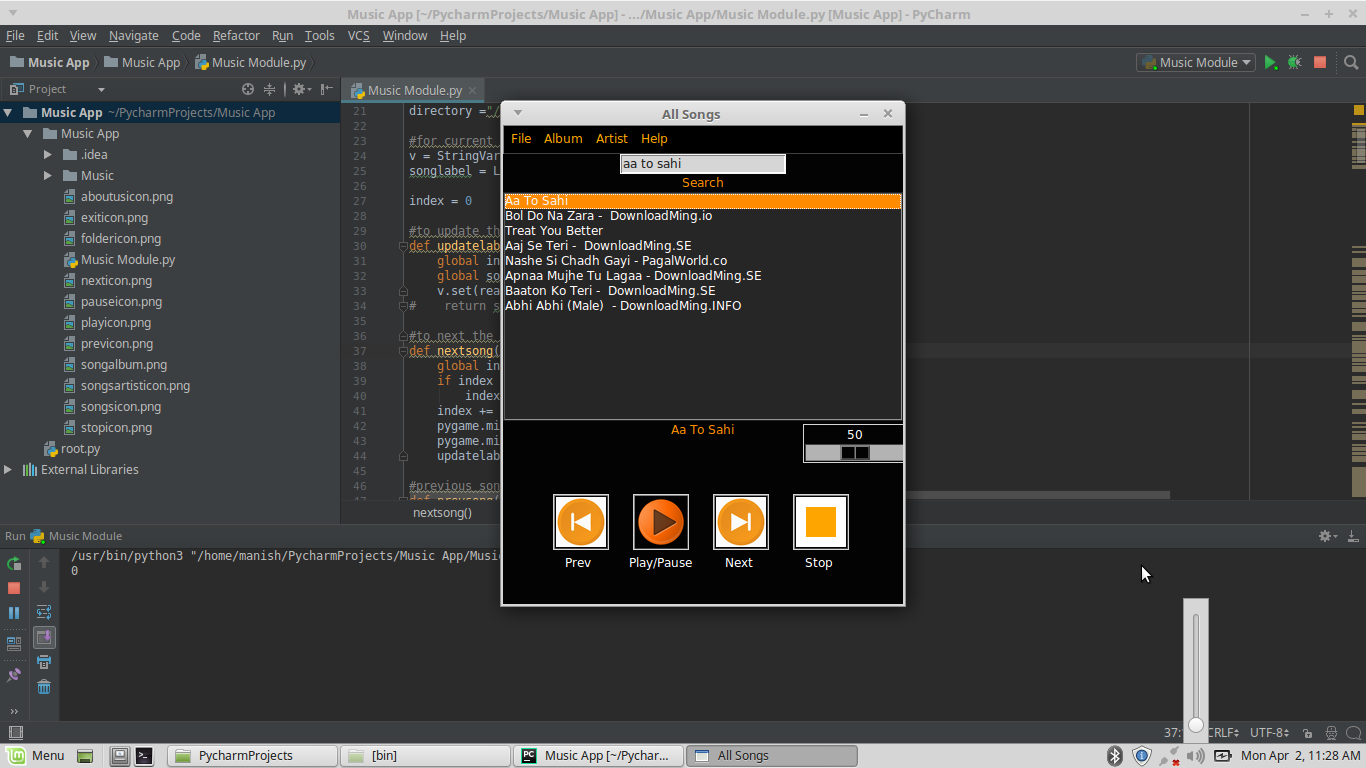 Music App [~/PycharmProjects/Music App] - .../Music App/Music Module.py [Music App] - PyCharm
File Edit View Navigate Code Refactor Run Tools VCS Window Help
Music App Music App Music Module.py Music Module
Project
Music Module.py
Music App ~/PycharmProjects/Music App
Music App
.idea
Music
aboutusicon.png
exiticon.png
foldericon.png
Music Module.py
nexticon.png
pauseicon.png
playicon.png
previcon.png
songalbum.png
songsartisticon.png
songsicon.png
stopicon.png
root.py
External Libraries
21 directory ="/
22
23 #for current
24 v = StringVar
25 songlabel = L
26
27 index = 0
28
29 #to update th
30 def updatelab
31 global in
32 global so
33 v.set(rea
34 # return s
35
36 #to next the
37 def nextsong(
38 global in
39 if index
40 index
41 index +=
42 pygame.mi
43 pygame.mi
44 updatelab
45
46 #previous son
47 def prevsong(
nextsong()
All Songs
File Album Artist Help
aa to sahi
Search
Aa To Sahi
Bol Do Na Zara - DownloadMing.io
Treat You Better
Aaj Se Teri - DownloadMing.SE
Nashe Si Chadh Gayi - PagalWorld.co
Apnaa Mujhe Tu Lagaa - DownloadMing.SE
Baaton Ko Teri - DownloadMing.SE
Abhi Abhi (Male) - DownloadMing.INFO
Aa To Sahi
50
Prev Play/Pause Next Stop
Run Music Module
/usr/bin/python3 "/home/manish/PycharmProjects/Music App/Musi
0
37: CRLF UTF-8
Menu PycharmProjects [bin] Music App [~/Pychar... All Songs Mon Apr 2, 11:28 AM